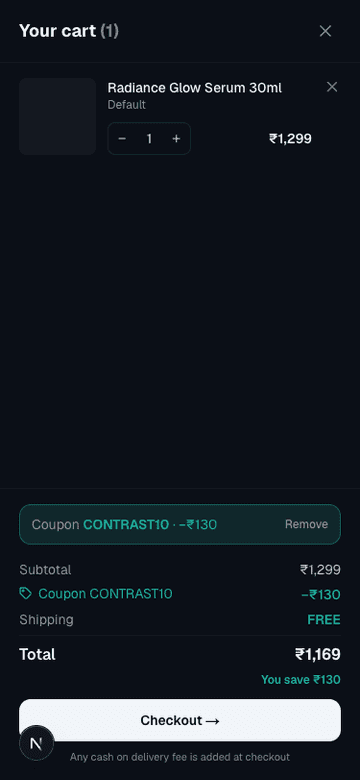 Your cart (1)
Radiance Glow Serum 30ml
Default
− 1 + ₹1,299
Coupon CONTRAST10 · −₹130 Remove
Subtotal ₹1,299
Coupon CONTRAST10 −₹130
Shipping FREE
Total ₹1,169
You save ₹130
Checkout →
N
Any cash on delivery fee is added at checkout